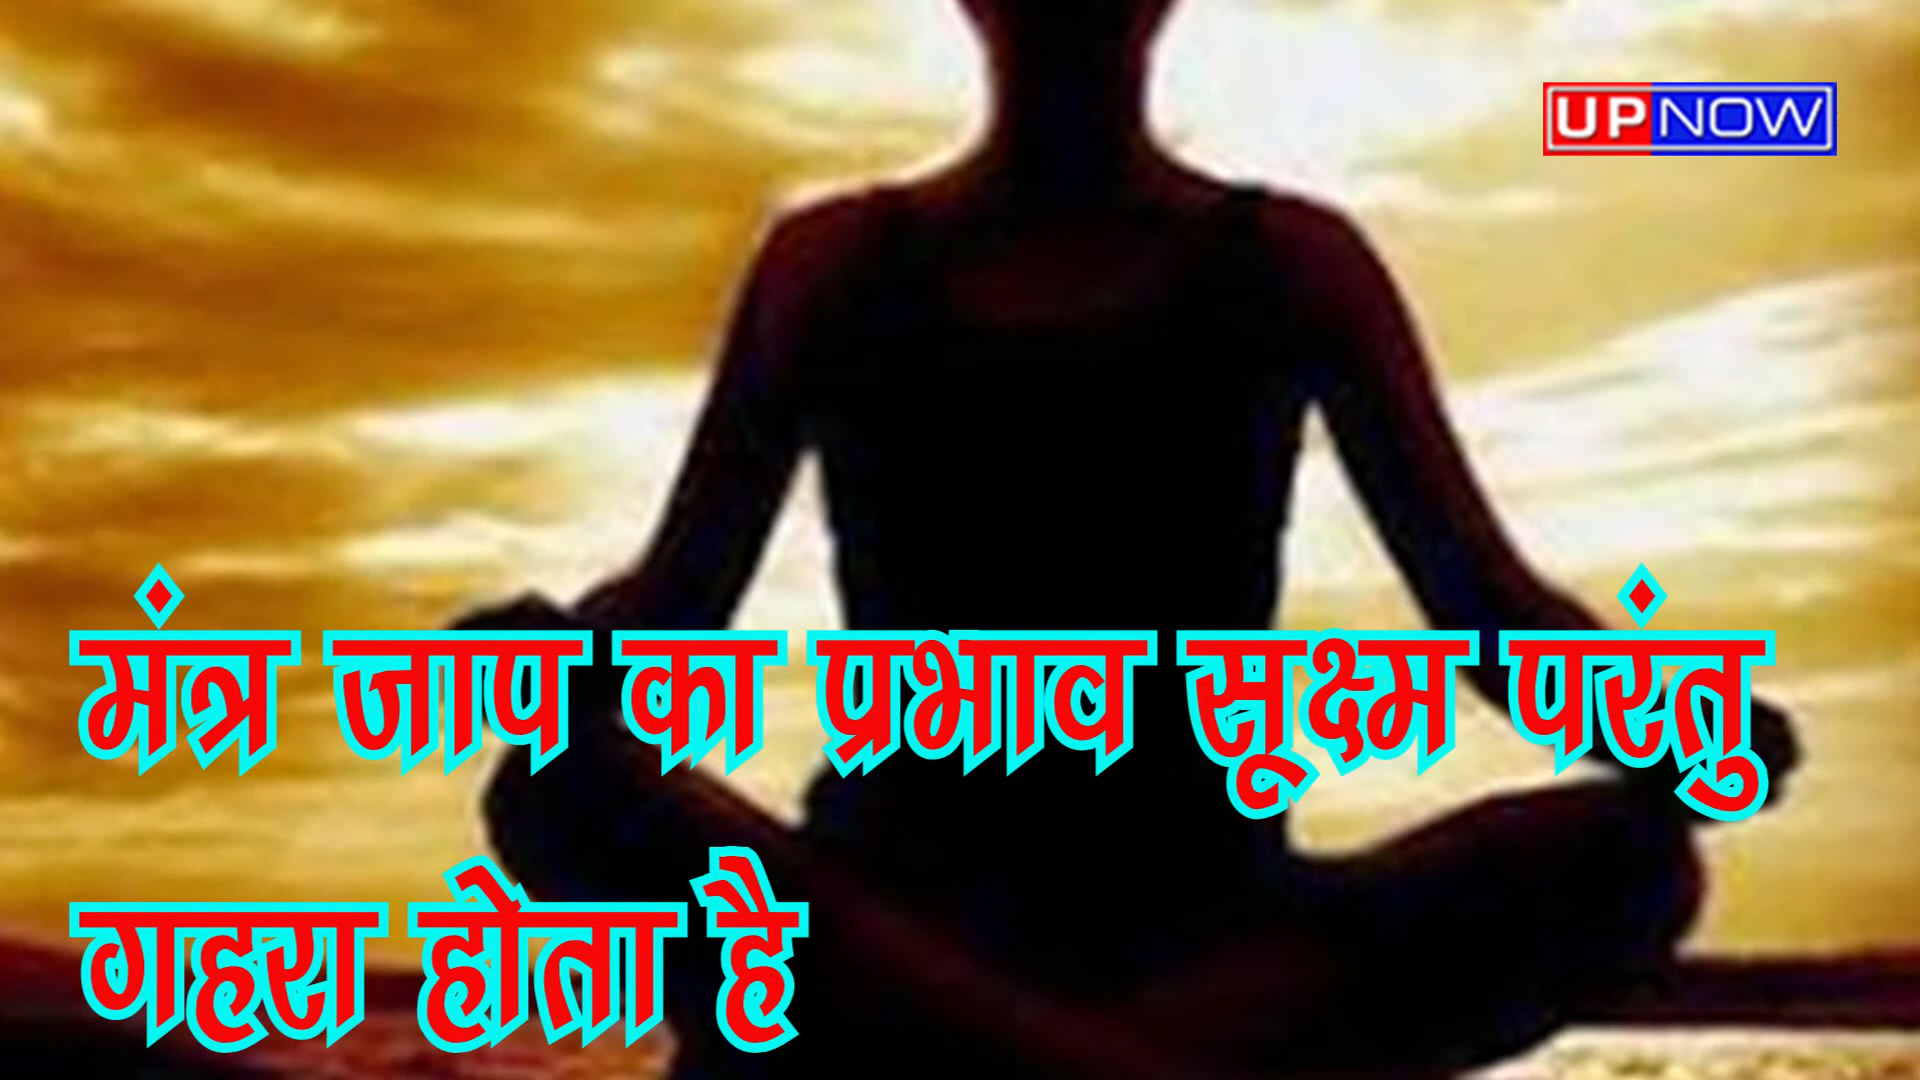 UPNOW
मंत्र जाप का प्रभाव सूक्ष्म परंतु
गहरा होता है